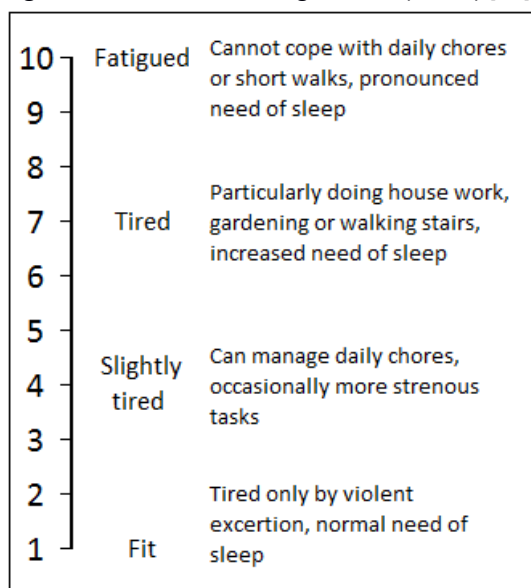 10 Fatigued Cannot cope with daily chores
or short walks, pronounced
9 need of sleep
8
Particularly doing house work,
7 Tired gardening or walking stairs,
increased need of sleep
6
5
Slightly Can manage daily chores,
4 tired occasionally more strenous
tasks
3
2 Tired only by violent
excertion, normal need of
1 Fit sleep